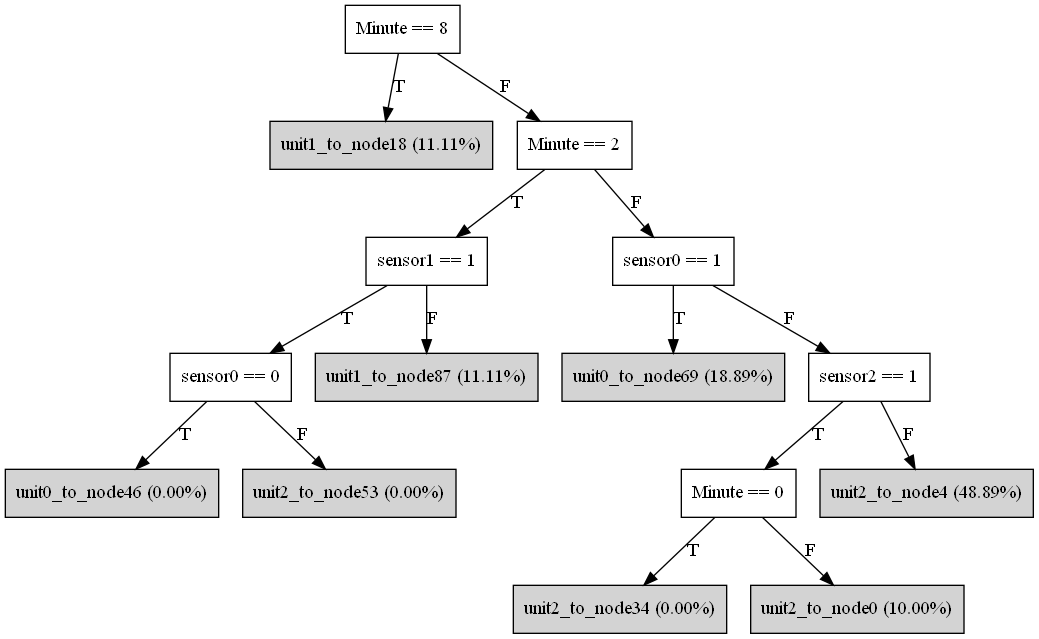 Minute == 8
T
F
unit1_to_node18 (11.11%)
Minute == 2
T
F
sensor1 == 1
sensor0 == 1
T
F
T
F
sensor0 == 0
unit1_to_node87 (11.11%)
unit0_to_node69 (18.89%)
sensor2 == 1
T
F
T
F
unit0_to_node46 (0.00%)
unit2_to_node53 (0.00%)
Minute == 0
unit2_to_node4 (48.89%)
T
F
unit2_to_node34 (0.00%)
unit2_to_node0 (10.00%)